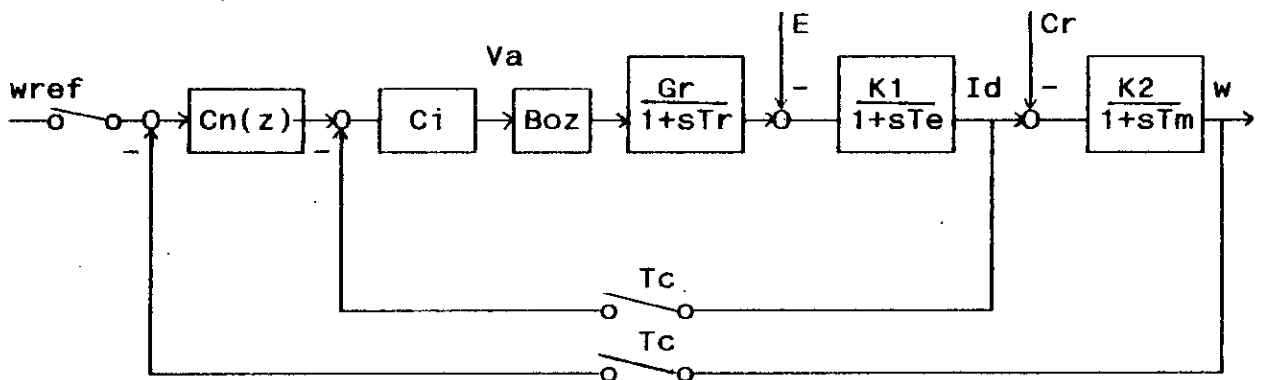 E
Cr
Va
wref
Cn(z)
Ci
Boz
Gr
1+sTr
K1
1+sTe
Id
K2
1+sTm
w
-
-
-
-
Tc
Tc